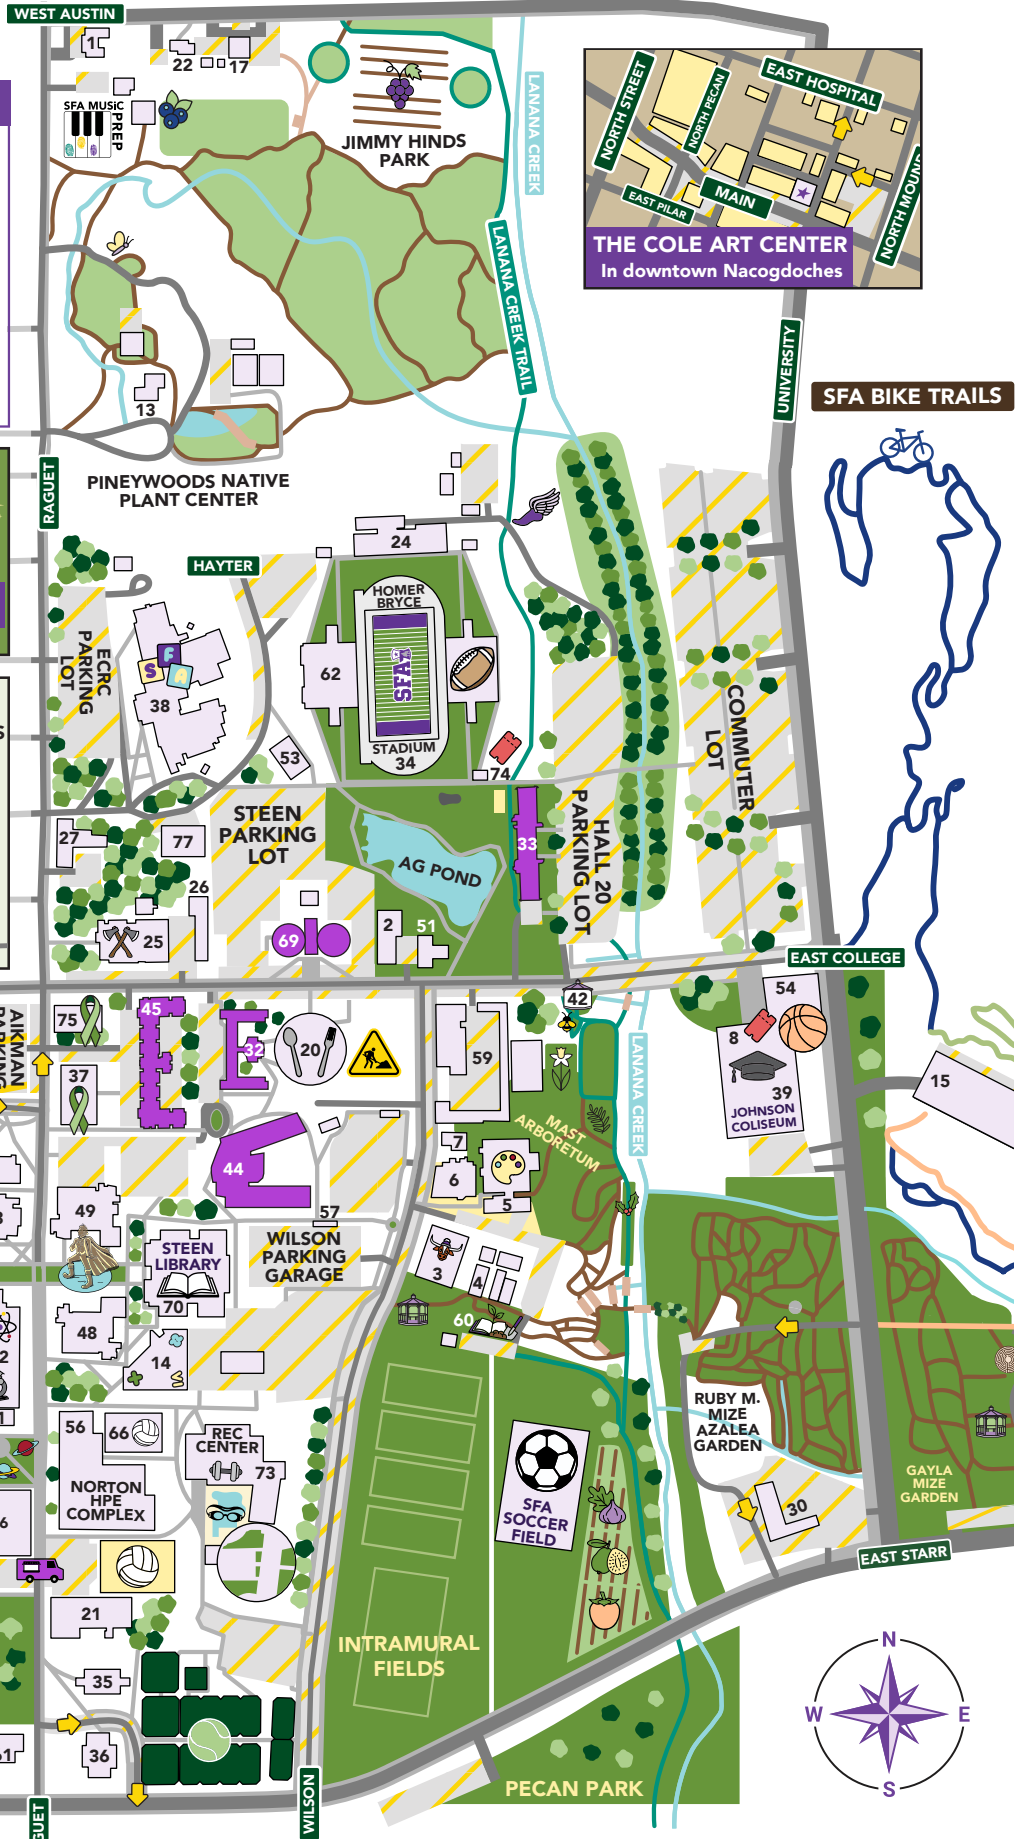 WEST AUSTIN
1
22
17
SFA MUSIC
PREP
JIMMY HINDS
PARK
LANANA CREEK
LANANA CREEK TRAIL
NORTH STREET
NORTH PECAN
EAST HOSPITAL
MAIN
EAST PILAR
NORTH MOUND
THE COLE ART CENTER
In downtown Nacogdoches
UNIVERSITY
SFA BIKE TRAILS
13
PINEYWOODS NATIVE
PLANT CENTER
RAGUET
HAYTER
24
HOMER
BRYCE
SFA
62
STADIUM
34
ECRC
PARKING
LOT
S
F
A
38
53
74
COMMUTER
LOT
27
77
STEEN
PARKING
LOT
AG POND
33
HALL 20
PARKING LOT
26
25
69
2
51
EAST COLLEGE
AIKMAN
PARKING
75
45
32
20
59
42
54
8
39
JOHNSON
COLISEUM
15
37
LANANA CREEK
MAST
ARBORETUM
7
6
5
44
49
57
STEEN
LIBRARY
70
WILSON
PARKING
GARAGE
3
4
60
48
14
RUBY M.
MIZE
AZALEA
GARDEN
GAYLA
MIZE
GARDEN
56
66
REC
CENTER
73
NORTON
HPE
COMPLEX
SFA
SOCCER
FIELD
30
EAST STARR
21
INTRAMURAL
FIELDS
35
36
PECAN PARK
WILSON
N
W
E
S